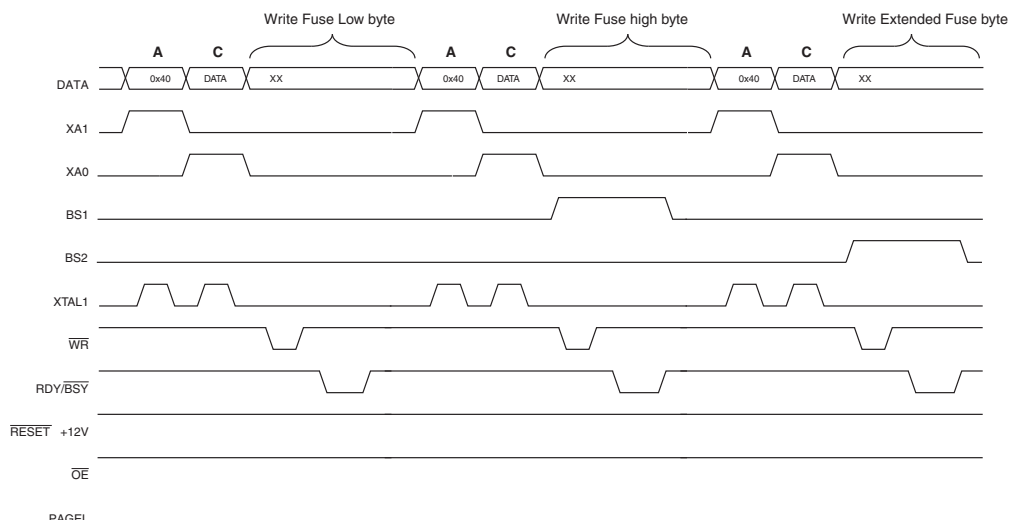 Write Fuse Low byte Write Fuse high byte Write Extended Fuse byte
A C A C A C
DATA 0x40 DATA XX 0x40 DATA XX 0x40 DATA XX
XA1
XA0
BS1
BS2
XTAL1
WR
RDY/BSY
RESET +12V
OE
PAGEL